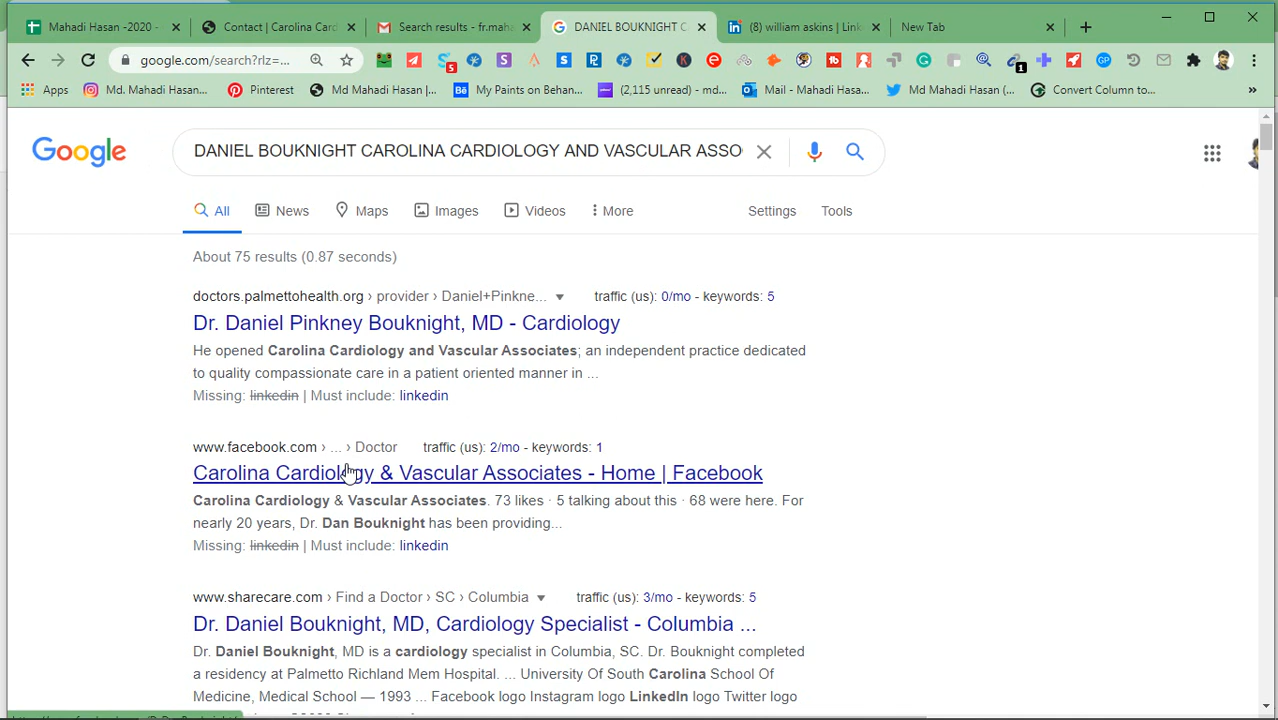 Mahadi Hasan -2020 -
Contact | Carolina Card
Search results - fr.mah
DANIEL BOUKNIGHT C
(8) william askins | Link
New Tab
google.com/search?rlz=...
5
1
Apps
Md. Mahadi Hasan...
Pinterest
Md Mahadi Hasan |...
My Paints on Behan...
(2,115 unread) - md...
Mail - Mahadi Hasa...
Md Mahadi Hasan (...
Convert Column to...
Google
DANIEL BOUKNIGHT CAROLINA CARDIOLOGY AND VASCULAR ASSO
All
News
Maps
Images
Videos
More
Settings
Tools
About 75 results (0.87 seconds)
doctors.palmettohealth.org › provider › Daniel+Pinkne... traffic (us): 0/mo - keywords: 5
Dr. Daniel Pinkney Bouknight, MD - Cardiology
He opened Carolina Cardiology and Vascular Associates; an independent practice dedicated
to quality compassionate care in a patient oriented manner in ...
Missing: linkedin | Must include: linkedin
www.facebook.com › ... › Doctor traffic (us): 2/mo - keywords: 1
Carolina Cardiology & Vascular Associates - Home | Facebook
Carolina Cardiology & Vascular Associates. 73 likes · 5 talking about this · 68 were here. For
nearly 20 years, Dr. Dan Bouknight has been providing...
Missing: linkedin | Must include: linkedin
www.sharecare.com › Find a Doctor › SC › Columbia traffic (us): 3/mo - keywords: 5
Dr. Daniel Bouknight, MD, Cardiology Specialist - Columbia ...
Dr. Daniel Bouknight, MD is a cardiology specialist in Columbia, SC. Dr. Bouknight completed
a residency at Palmetto Richland Mem Hospital. ... University Of South Carolina School Of
Medicine, Medical School — 1993 ... Facebook logo Instagram logo LinkedIn logo Twitter logo